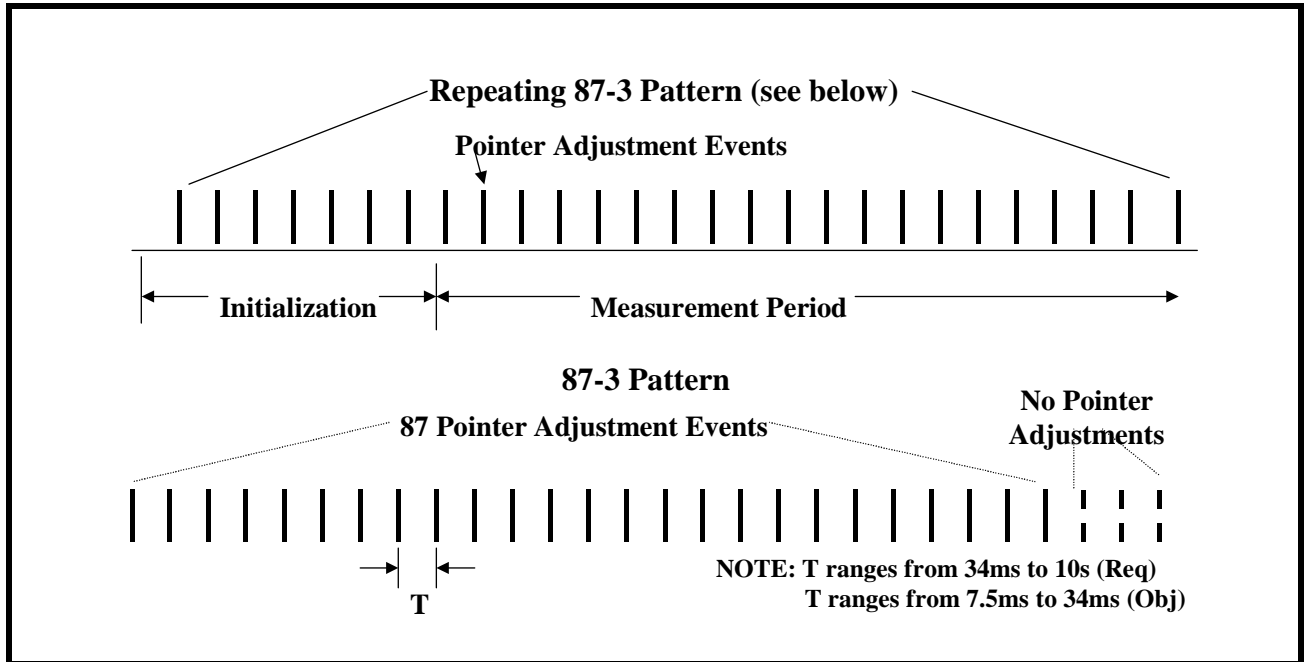 Repeating 87-3 Pattern (see below)
Pointer Adjustment Events
Initialization
Measurement Period
87-3 Pattern
87 Pointer Adjustment Events
No Pointer
Adjustments
T
NOTE: T ranges from 34ms to 10s (Req)
T ranges from 7.5ms to 34ms (Obj)